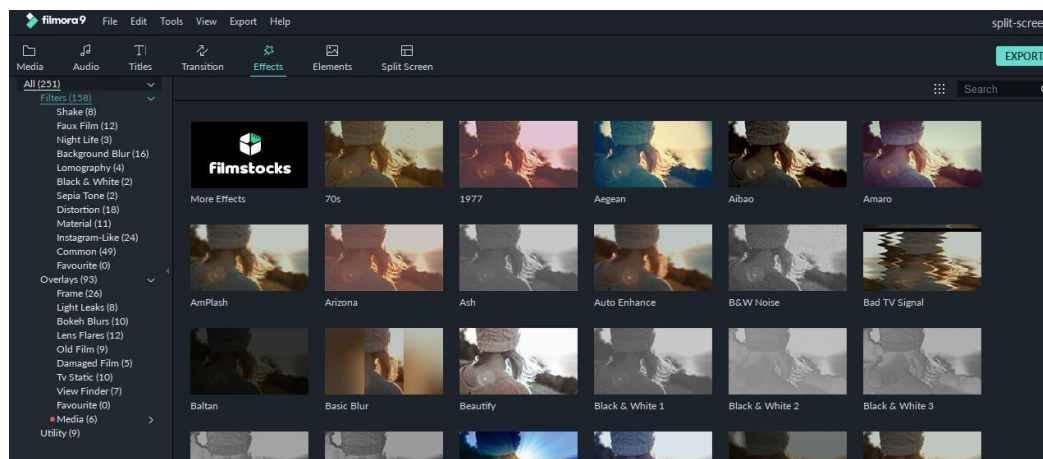 filmora9 File Edit Tools View Export Help
split-scree
Media Audio Titles Transition Effects Elements Split Screen
EXPORT
All (251)
Filters (158)
Shake (8)
Faux Film (12)
Night Life (3)
Background Blur (16)
Lomography (4)
Black & White (2)
Sepia Tone (2)
Distortion (18)
Material (11)
Instagram-Like (24)
Common (49)
Favourite (0)
Overlays (93)
Frame (26)
Light Leaks (8)
Bokeh Blurs (10)
Lens Flares (12)
Old Film (9)
Damaged Film (5)
Tv Static (10)
View Finder (7)
Favourite (0)
Media (6)
Utility (9)
Search
Filmstocks
More Effects 70s 1977 Aegean Aibao Amaro
AmPlash Arizona Ash Auto Enhance B&W Noise Bad TV Signal
Baltan Basic Blur Beautify Black & White 1 Black & White 2 Black & White 3